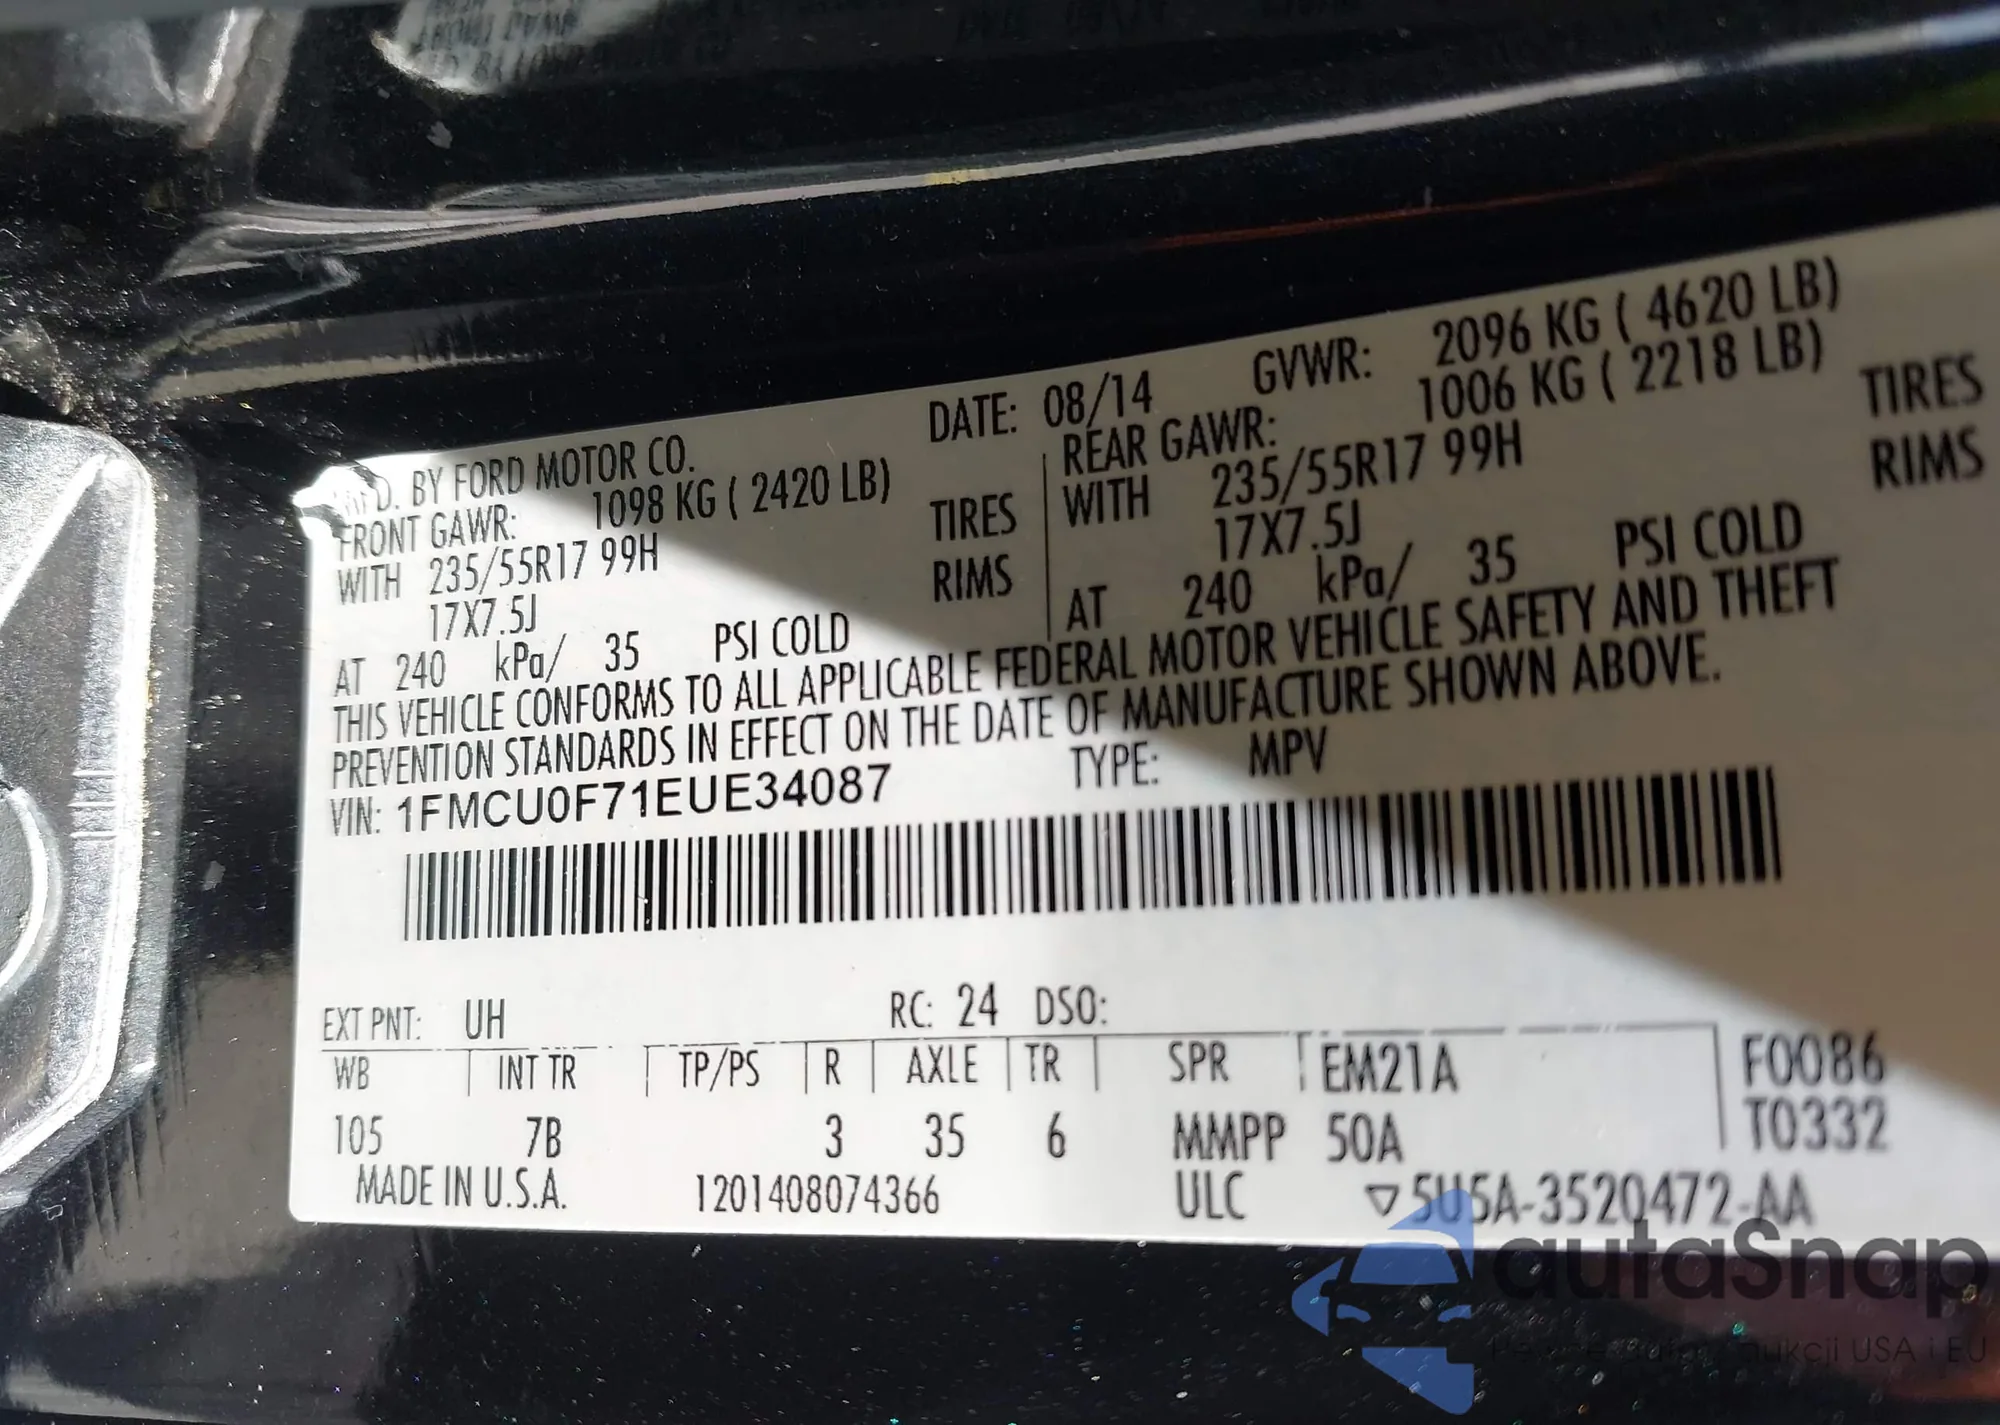 MFD. BY FORD MOTOR CO.
DATE: 08/14
GVWR: 2096 KG ( 4620 LB)
FRONT GAWR: 1098 KG ( 2420 LB)
REAR GAWR: 1006 KG ( 2218 LB)
WITH 235/55R17 99H TIRES
WITH 235/55R17 99H TIRES
17X7.5J RIMS
17X7.5J RIMS
AT 240 kPa/ 35 PSI COLD
AT 240 kPa/ 35 PSI COLD
THIS VEHICLE CONFORMS TO ALL APPLICABLE FEDERAL MOTOR VEHICLE SAFETY AND THEFT
PREVENTION STANDARDS IN EFFECT ON THE DATE OF MANUFACTURE SHOWN ABOVE.
VIN: 1FMCU0F71EUE34087 TYPE: MPV
EXT PNT: UH RC: 24 DSO:
WB INT TR TP/PS R AXLE TR SPR EM21A F0086
105 7B 3 35 6 MMPP 50A T0332
MADE IN U.S.A. 1201408074366 ULC ▽5U5A-3520472-AA
autaSnap
aukcji USA i EU